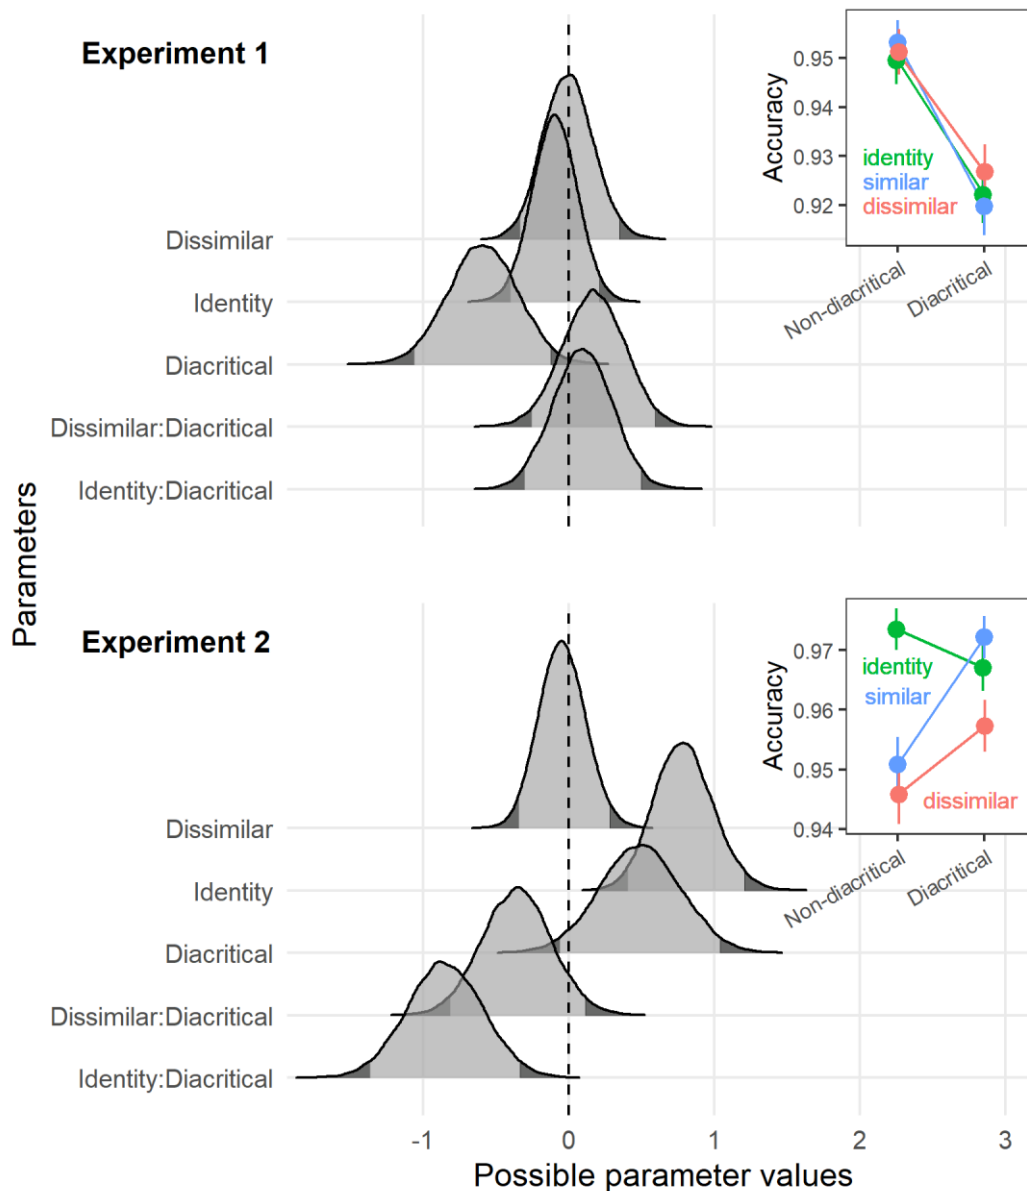 Experiment 1
Dissimilar
Identity
Diacritical
Dissimilar:Diacritical
Identity:Diacritical
Accuracy
0.95
0.94
0.93
0.92
identity
similar
dissimilar
Non-diacritical
Diacritical
Parameters
Experiment 2
Dissimilar
Identity
Diacritical
Dissimilar:Diacritical
Identity:Diacritical
Accuracy
0.97
0.96
0.95
0.94
identity
similar
dissimilar
Non-diacritical
Diacritical
-1 0 1 2 3
Possible parameter values